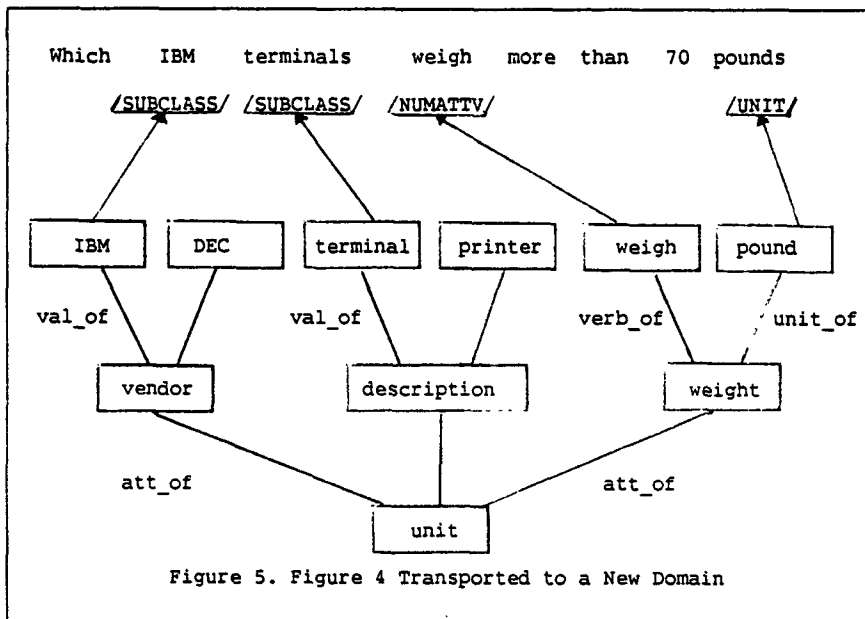 Which IBM terminals weigh more than 70 pounds
/SUBCLASS/ /SUBCLASS/ /NUMATTV/ /UNIT/
IBM DEC terminal printer weigh pound
val_of val_of verb_of unit_of
vendor description weight
att_of att_of
unit
Figure 5. Figure 4 Transported to a New Domain